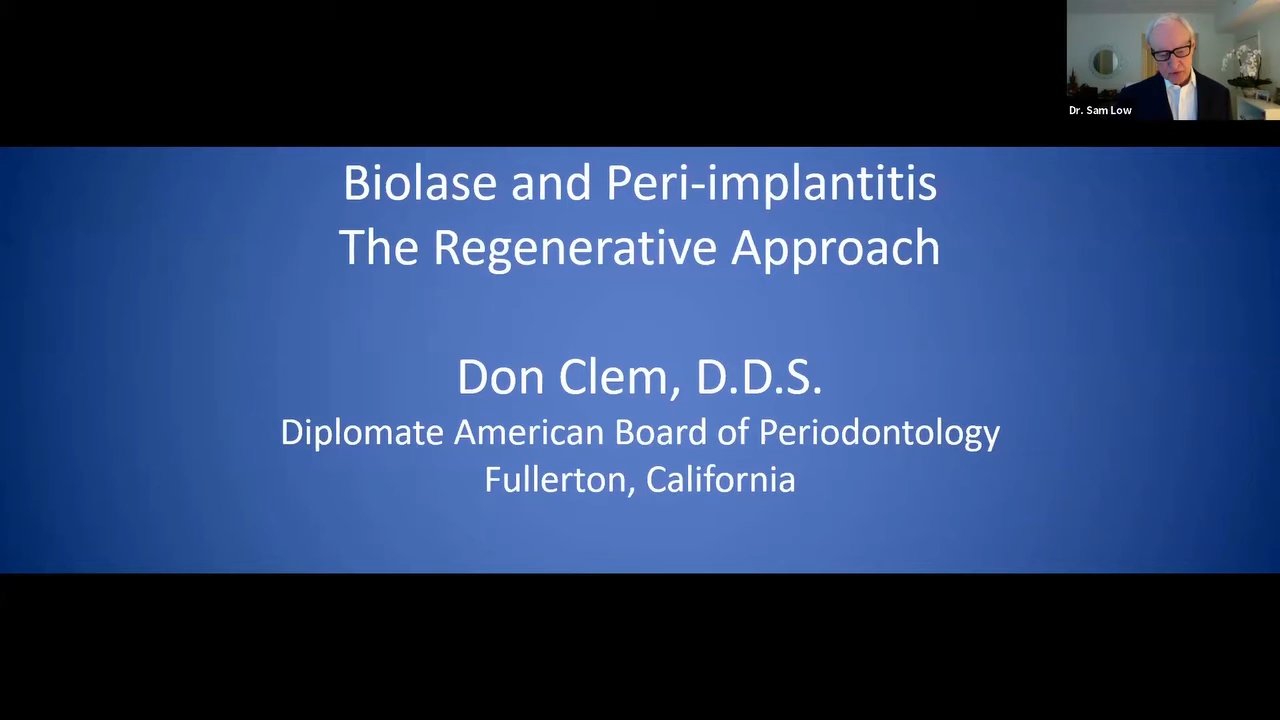 Dr. Sam Low
Biolase and Peri-implantitis
The Regenerative Approach
Don Clem, D.D.S.
Diplomate American Board of Periodontology
Fullerton, California